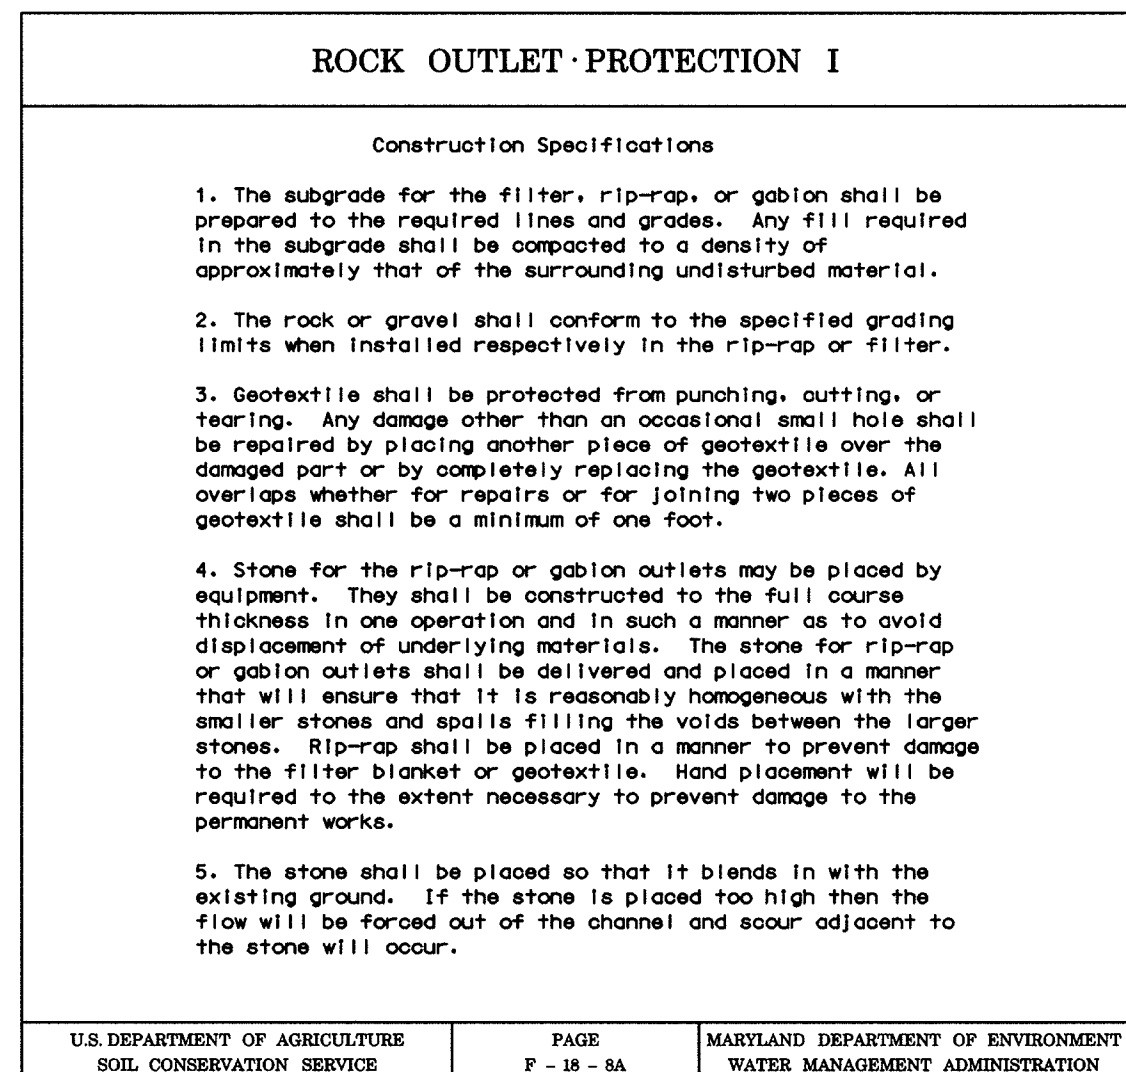 ROCK OUTLET · PROTECTION I
Construction Specifications
1. The subgrade for the filter, rip-rap, or gabion shall be
prepared to the required lines and grades. Any fill required
in the subgrade shall be compacted to a density of
approximately that of the surrounding undisturbed material.
2. The rock or gravel shall conform to the specified grading
limits when installed respectively in the rip-rap or filter.
3. Geotextile shall be protected from punching, cutting, or
tearing. Any damage other than an occasional small hole shall
be repaired by placing another piece of geotextile over the
damaged part or by completely replacing the geotextile. All
overlaps whether for repairs or for joining two pieces of
geotextile shall be a minimum of one foot.
4. Stone for the rip-rap or gabion outlets may be placed by
equipment. They shall be constructed to the full course
thickness in one operation and in such a manner as to avoid
displacement of underlying materials. The stone for rip-rap
or gabion outlets shall be delivered and placed in a manner
that will ensure that it is reasonably homogeneous with the
smaller stones and spalls filling the voids between the larger
stones. Rip-rap shall be placed in a manner to prevent damage
to the filter blanket or geotextile. Hand placement will be
required to the extent necessary to prevent damage to the
permanent works.
5. The stone shall be placed so that it blends in with the
existing ground. If the stone is placed too high then the
flow will be forced out of the channel and scour adjacent to
the stone will occur.
U.S. DEPARTMENT OF AGRICULTURE
SOIL CONSERVATION SERVICE
PAGE
F - 18 - 8A
MARYLAND DEPARTMENT OF ENVIRONMENT
WATER MANAGEMENT ADMINISTRATION